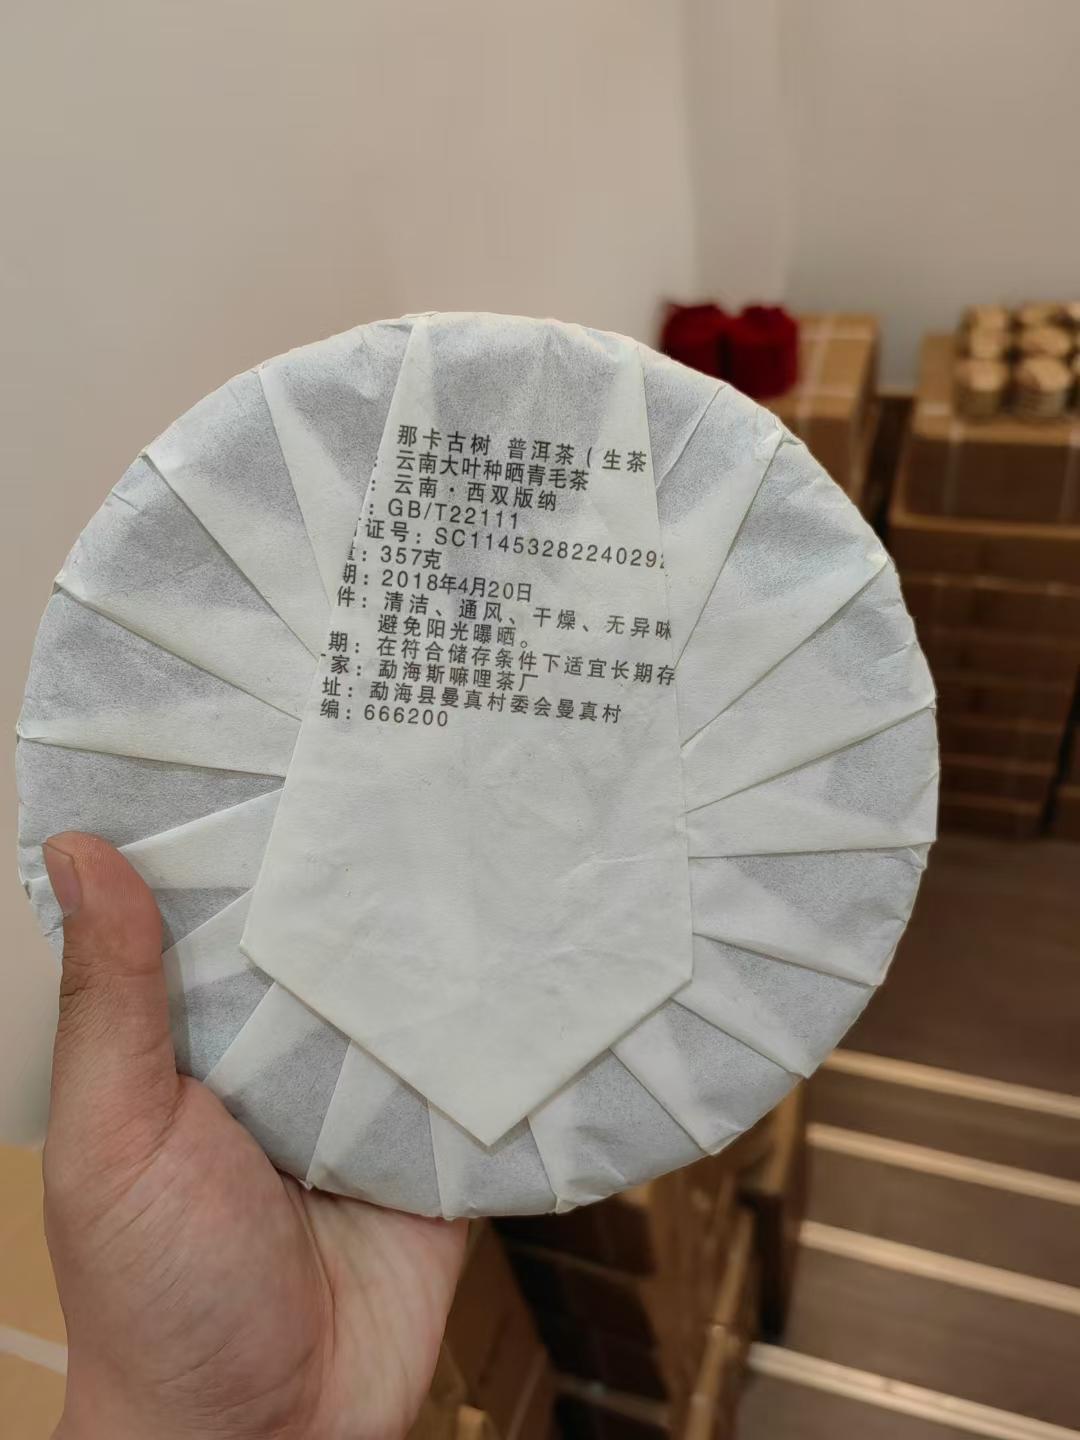 那卡古树 普洱茶（生茶
：云南大叶种晒青毛茶
：云南·西双版纳
：GB/T22111
证号：SC11453282240292
量：357克
期：2018年4月20日
件：清洁、通风、干燥、无异味
避免阳光曝晒。
期：在符合储存条件下适宜长期存
家：勐海斯嘛哩茶厂
址：勐海县曼真村委会曼真村
编：666200